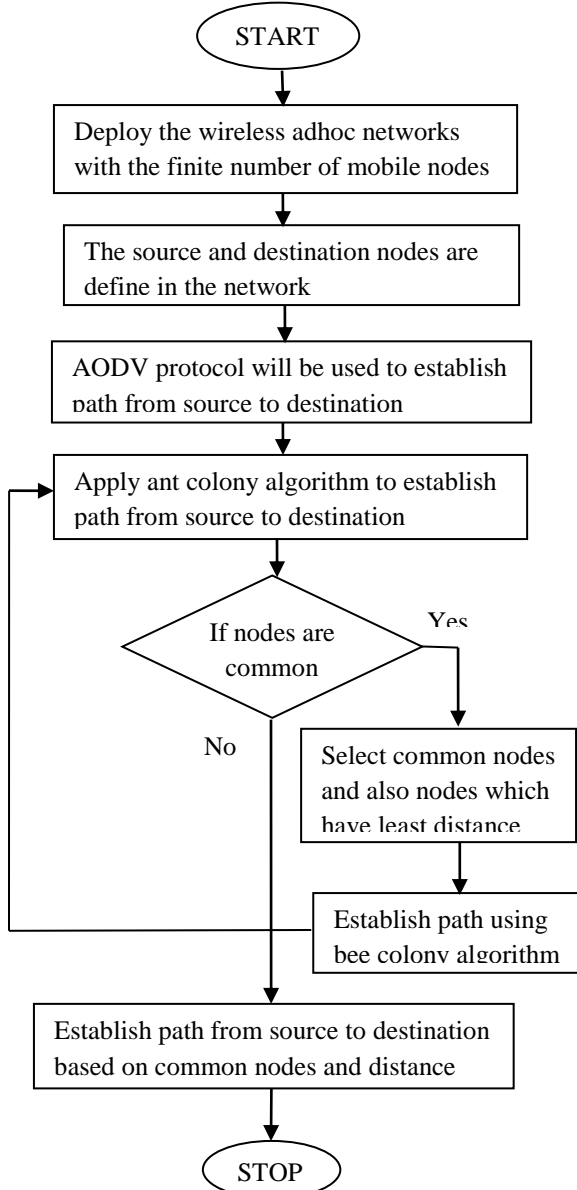 START
Deploy the wireless adhoc networks
with the finite number of mobile nodes
The source and destination nodes are
define in the network
AODV protocol will be used to establish
path from source to destination
Apply ant colony algorithm to establish
path from source to destination
If nodes are
common
Yes
No
Select common nodes
and also nodes which
have least distance
Establish path using
bee colony algorithm
Establish path from source to destination
based on common nodes and distance
STOP